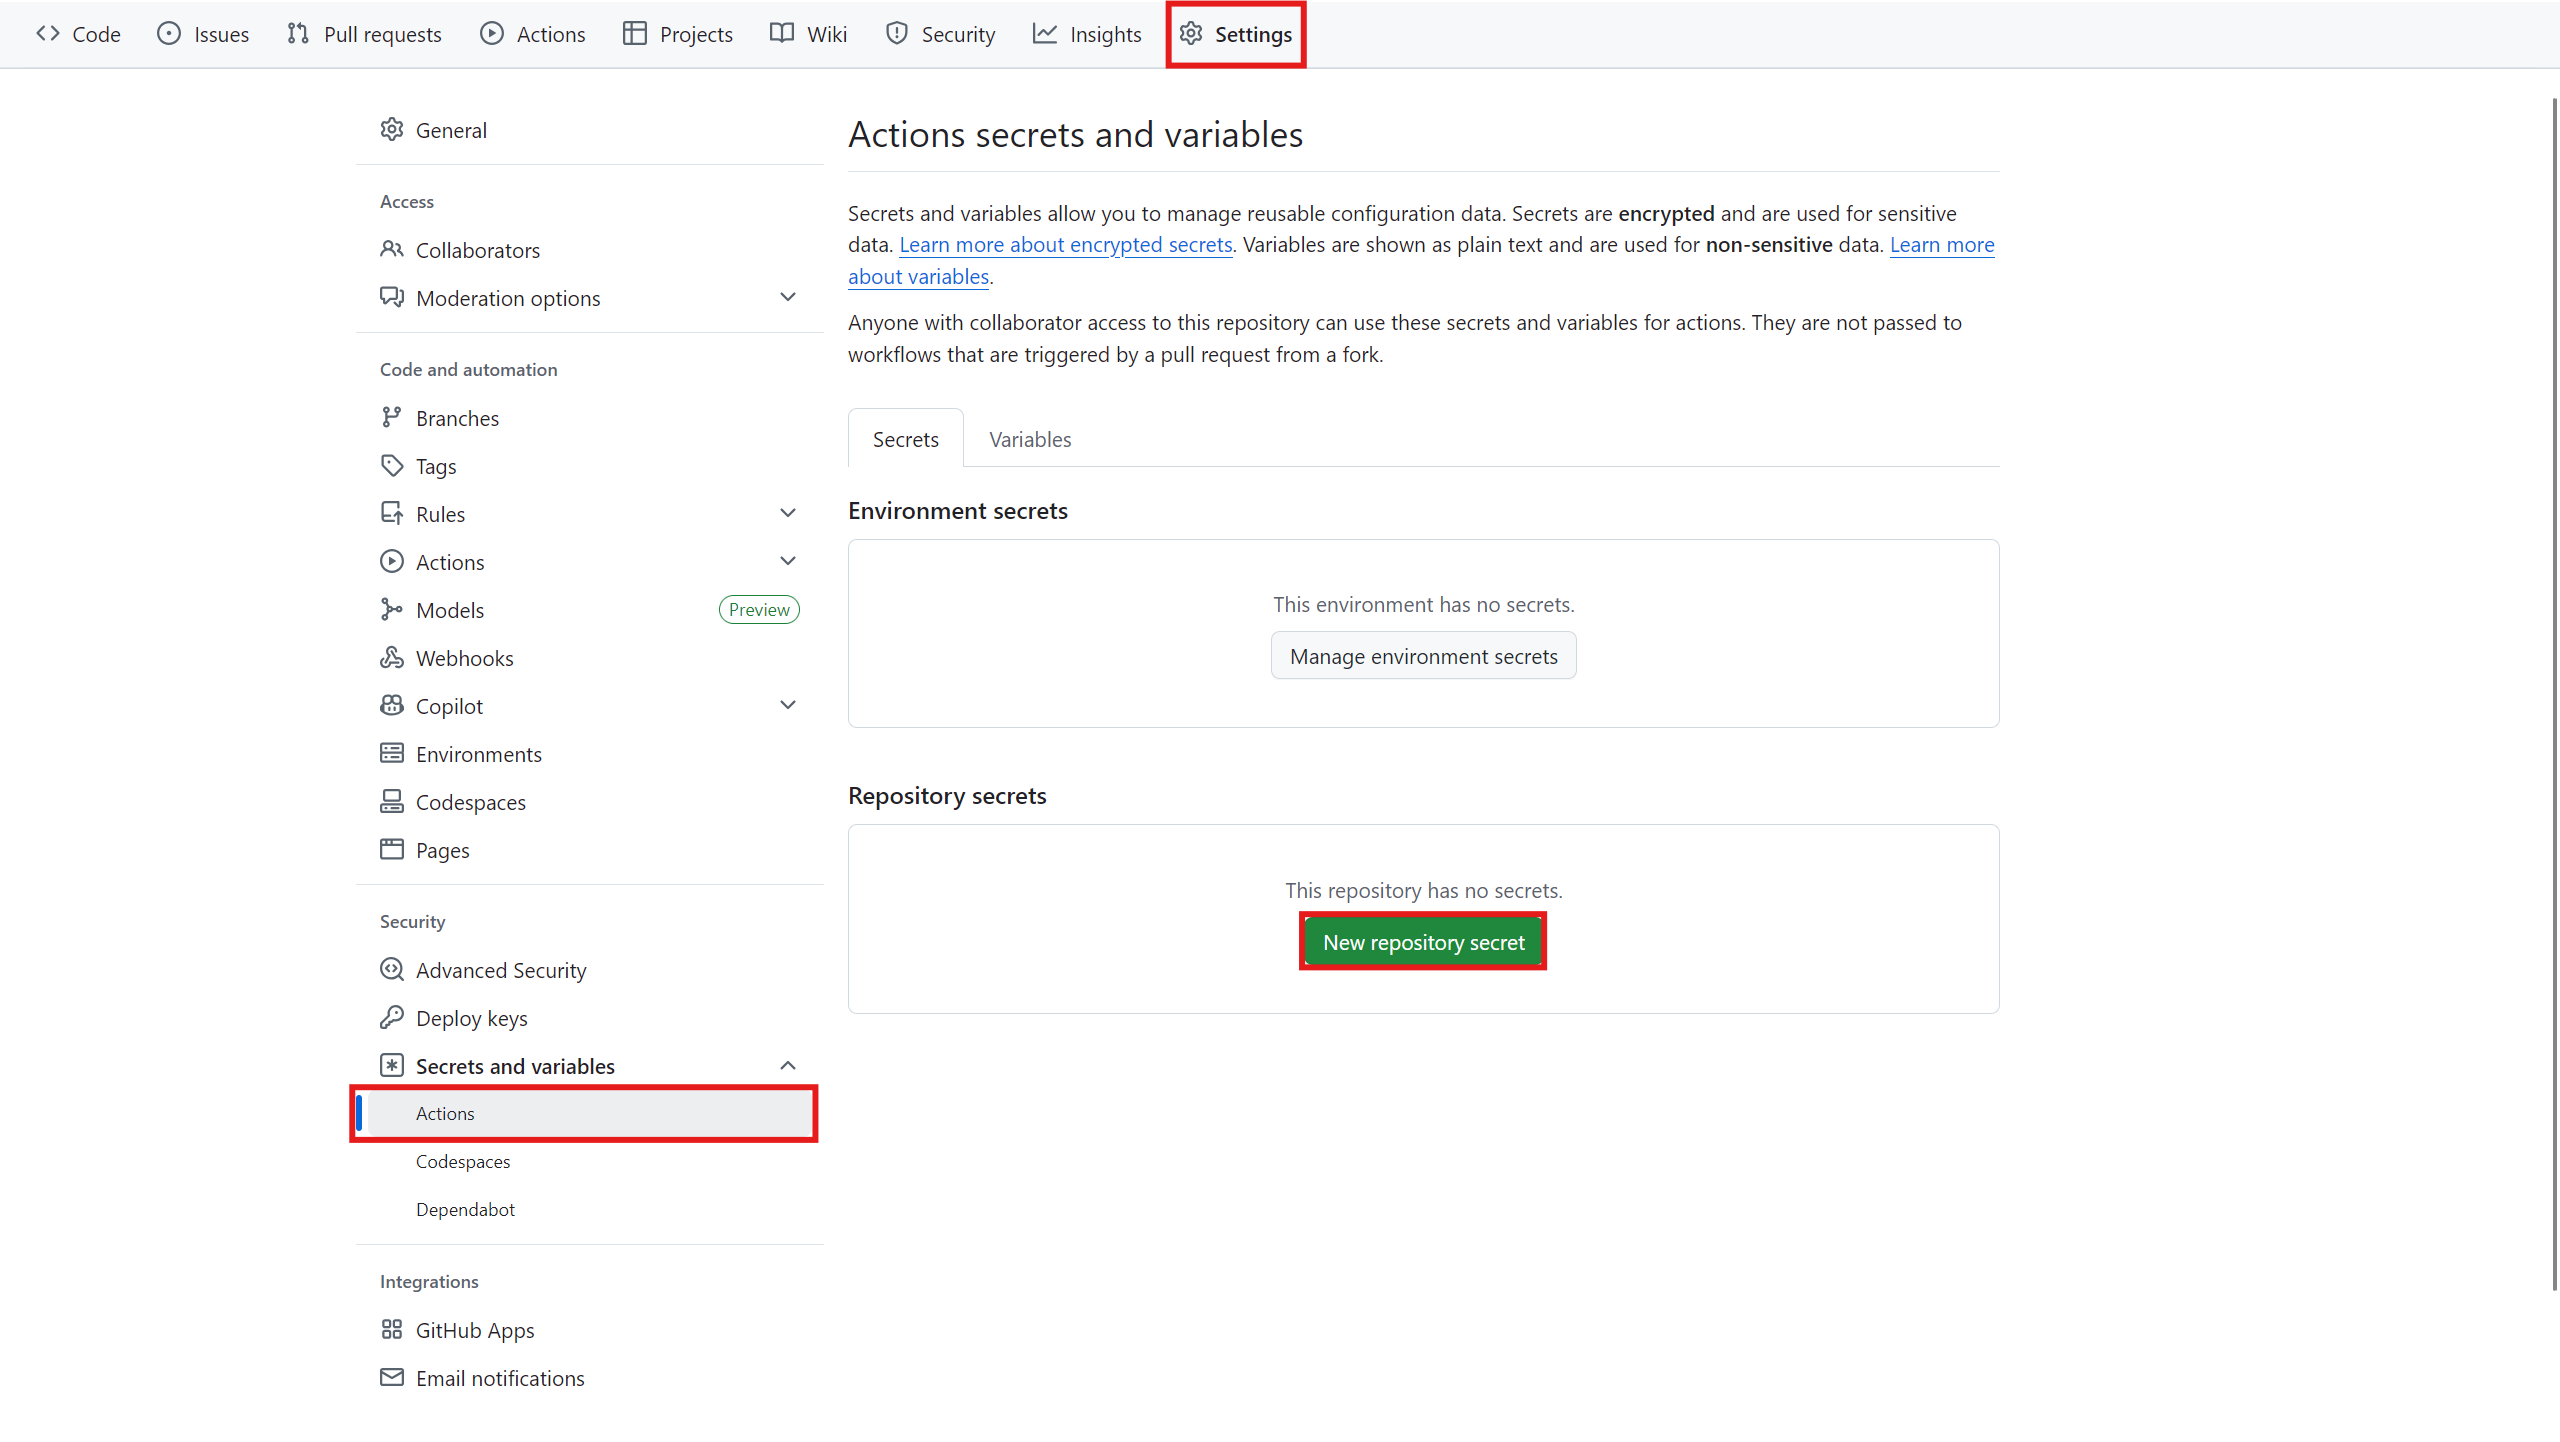 Code Issues Pull requests Actions Projects Wiki Security Insights Settings
General
Access
Collaborators
Moderation options
Code and automation
Branches
Tags
Rules
Actions
Models Preview
Webhooks
Copilot
Environments
Codespaces
Pages
Security
Advanced Security
Deploy keys
Secrets and variables
Actions
Codespaces
Dependabot
Integrations
GitHub Apps
Email notifications
Actions secrets and variables
Secrets and variables allow you to manage reusable configuration data. Secrets are encrypted and are used for sensitive
data. Learn more about encrypted secrets. Variables are shown as plain text and are used for non-sensitive data. Learn more
about variables.
Anyone with collaborator access to this repository can use these secrets and variables for actions. They are not passed to
workflows that are triggered by a pull request from a fork.
Secrets Variables
Environment secrets
This environment has no secrets.
Manage environment secrets
Repository secrets
This repository has no secrets.
New repository secret